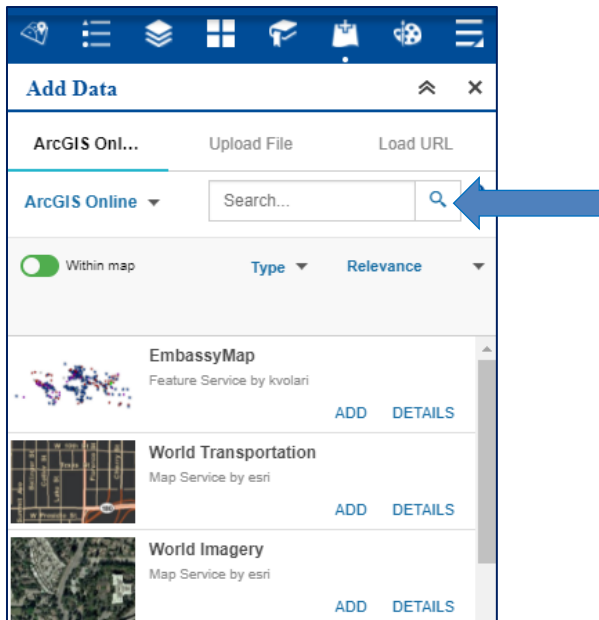 Add Data
ArcGIS Onl... Upload File Load URL
ArcGIS Online Search...
Within map Type Relevance
EmbassyMap
Feature Service by kvolari
ADD DETAILS
World Transportation
Map Service by esri
ADD DETAILS
World Imagery
Map Service by esri
ADD DETAILS